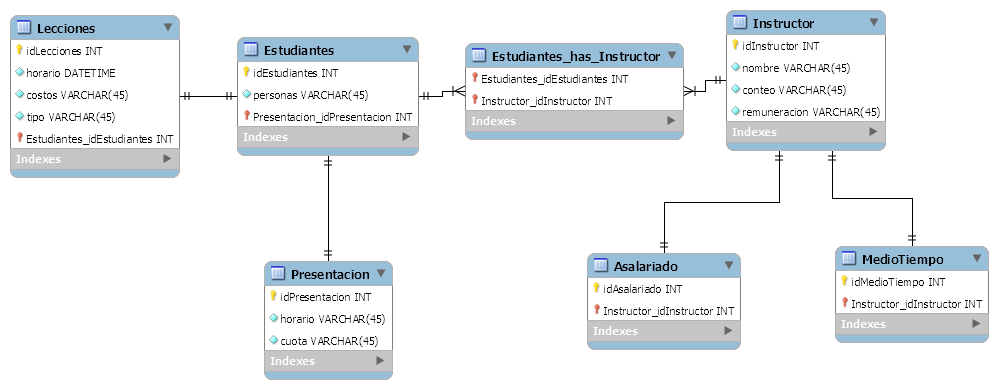 Lecciones
idLecciones INT
horario DATETIME
costos VARCHAR(45)
tipo VARCHAR(45)
Estudiantes_idEstudiantes INT
Indexes
Estudiantes
idEstudiantes INT
personas VARCHAR(45)
Presentacion_idPresentacion INT
Indexes
Estudiantes_has_Instructor
Estudiantes_idEstudiantes INT
Instructor_idInstructor INT
Indexes
Instructor
idInstructor INT
nombre VARCHAR(45)
conteo VARCHAR(45)
remuneracion VARCHAR(45)
Indexes
Presentacion
idPresentacion INT
horario VARCHAR(45)
cuota VARCHAR(45)
Indexes
Asalariado
idAsalariado INT
Instructor_idInstructor INT
Indexes
MedioTiempo
idMedioTiempo INT
Instructor_idInstructor INT
Indexes